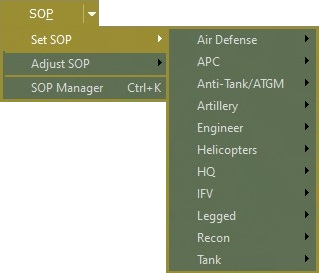 SOP
Set SOP
Adjust SOP
SOP Manager Ctrl+K
Air Defense
APC
Anti-Tank/ATGM
Artillery
Engineer
Helicopters
HQ
IFV
Legged
Recon
Tank